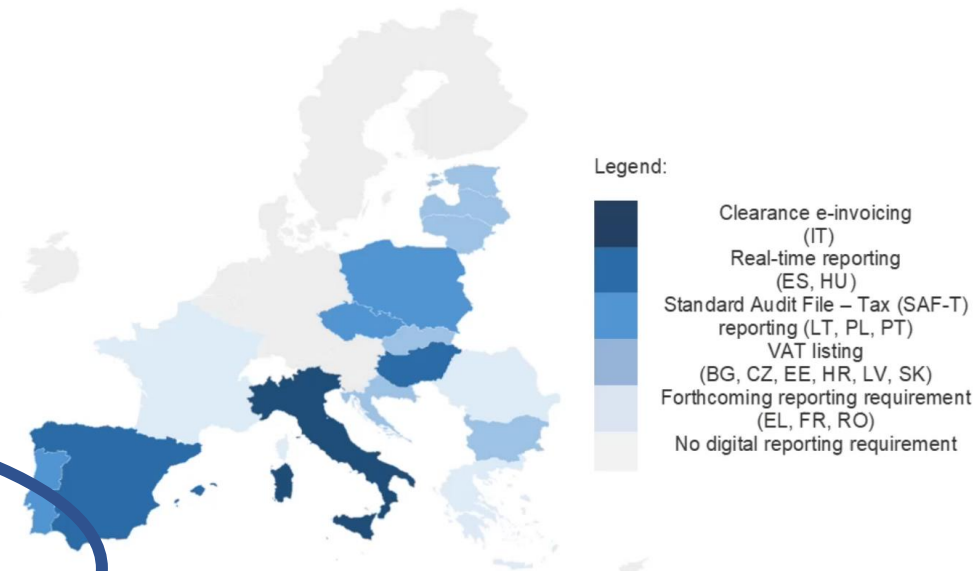 Legend:
Clearance e-invoicing
(IT)
Real-time reporting
(ES, HU)
Standard Audit File – Tax (SAF-T)
reporting (LT, PL, PT)
VAT listing
(BG, CZ, EE, HR, LV, SK)
Forthcoming reporting requirement
(EL, FR, RO)
No digital reporting requirement